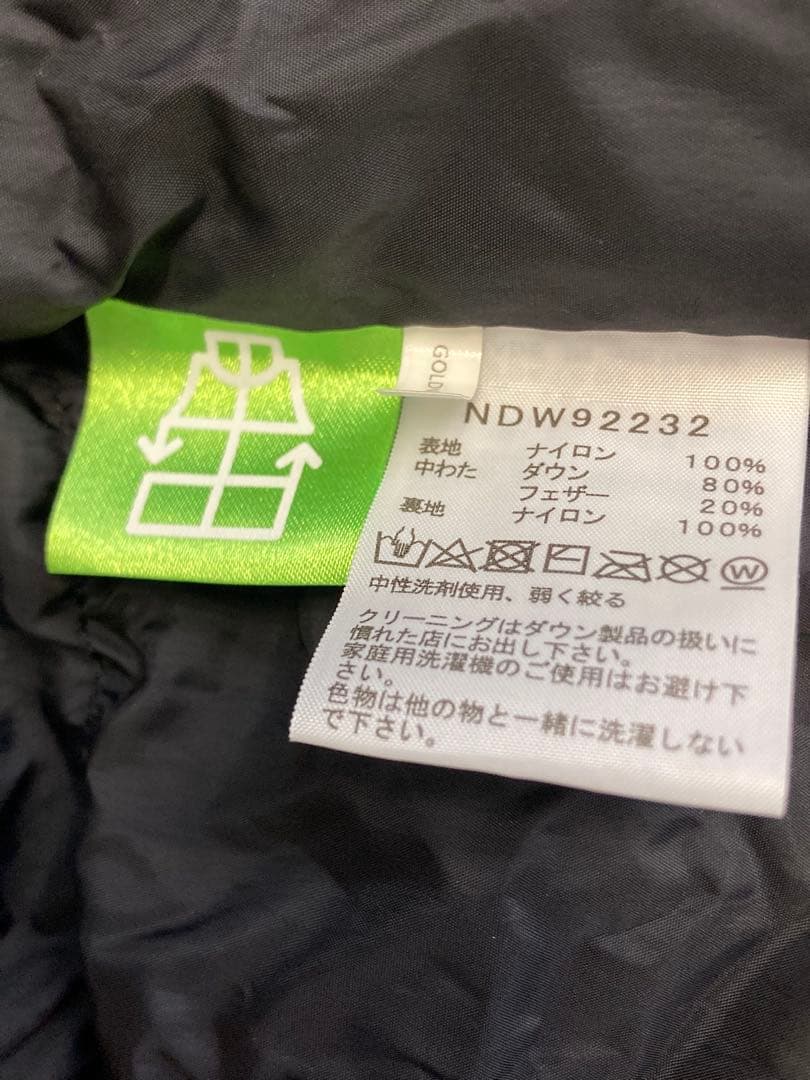 GOLD
NDW92232
表地 ナイロン 100%
中わた ダウン 80%
フェザー 20%
裏地 ナイロン 100%
W
中性洗剤使用、弱く絞る
クリーニングはダウン製品の扱いに
慣れた店にお出し下さい。
家庭用洗濯機のご使用はお避け下
さい。
色物は他の物と一緒に洗濯しない
で下さい。